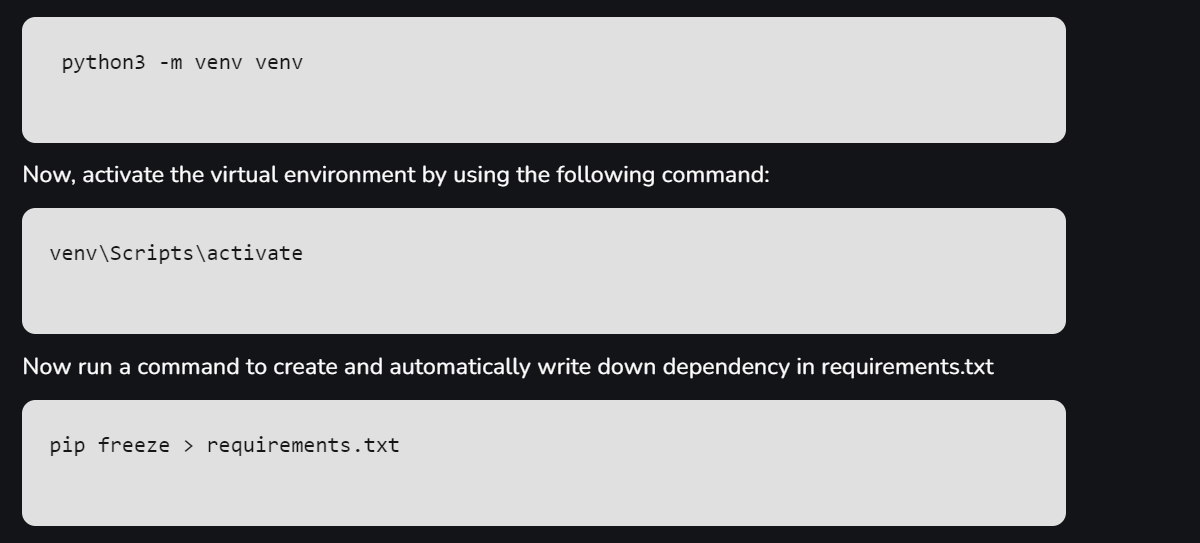 python3 -m venv venv
Now, activate the virtual environment by using the following command:
venv\Scripts\activate
Now run a command to create and automatically write down dependency in requirements.txt
pip freeze > requirements.txt